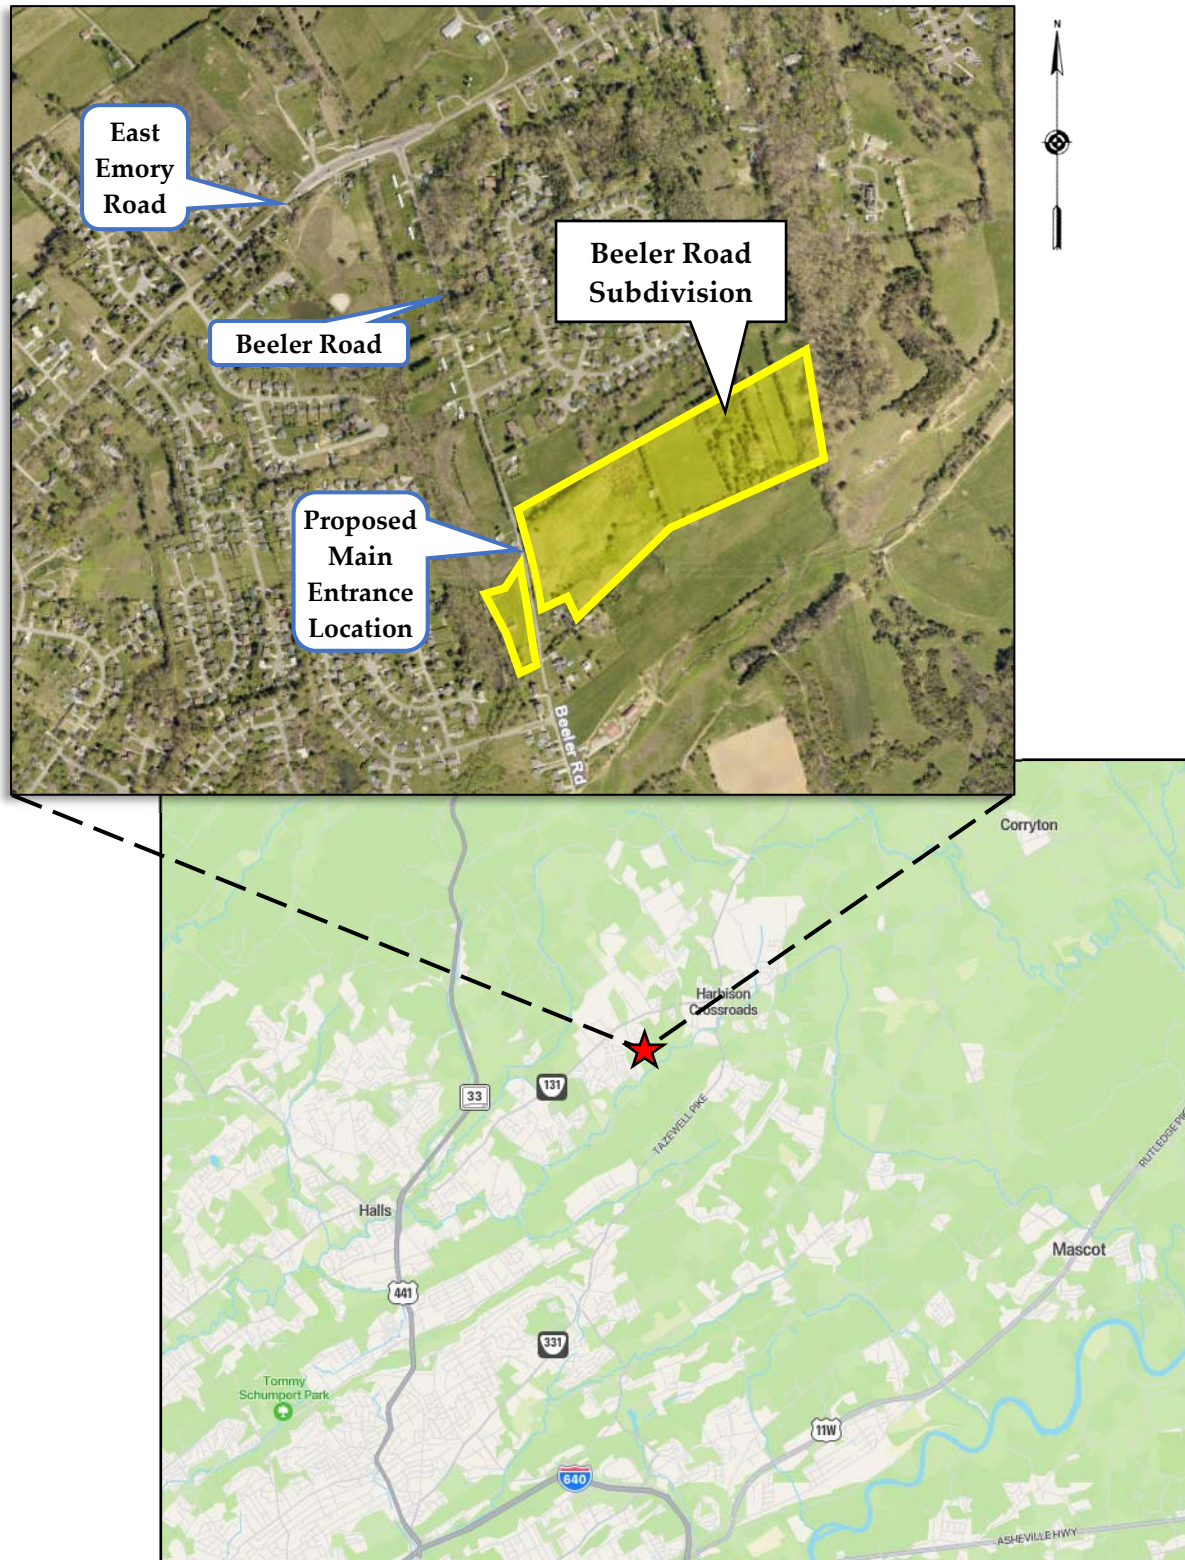 N
East
Emory
Road
Beeler Road
Subdivision
Beeler Road
Proposed
Main
Entrance
Location
Beeler Rd
Corryton
Harbison
Crossroads
131
33
TAZEWELL PIKE
RUTLEDGE PIK
Halls
Mascot
441
331
Tommy
Schumpert Park
11W
640
ASHEVILLE HWY